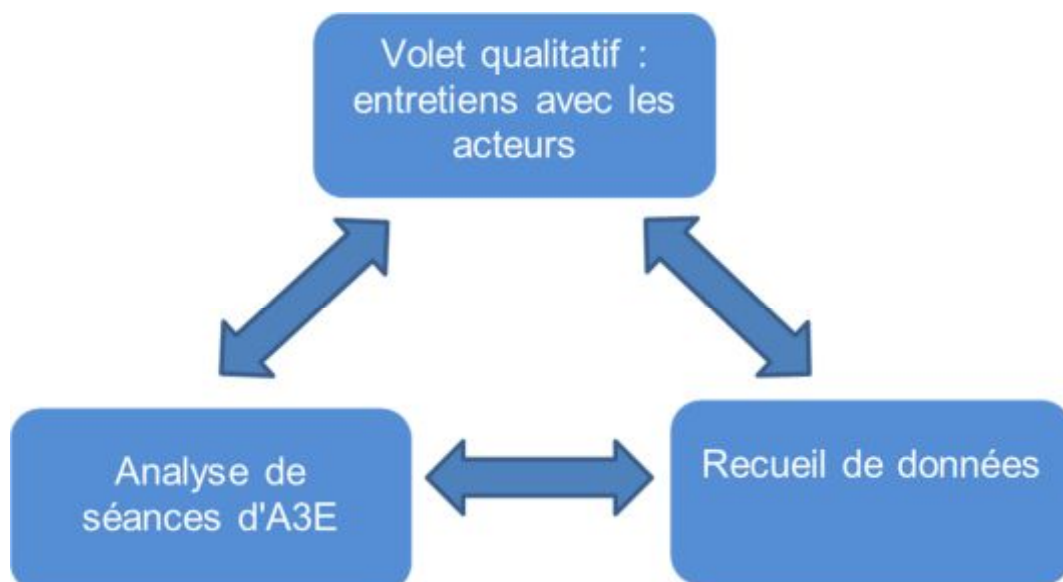 Volet qualitatif :
entretiens avec les
acteurs
Analyse de
séances d'A3E
Recueil de données